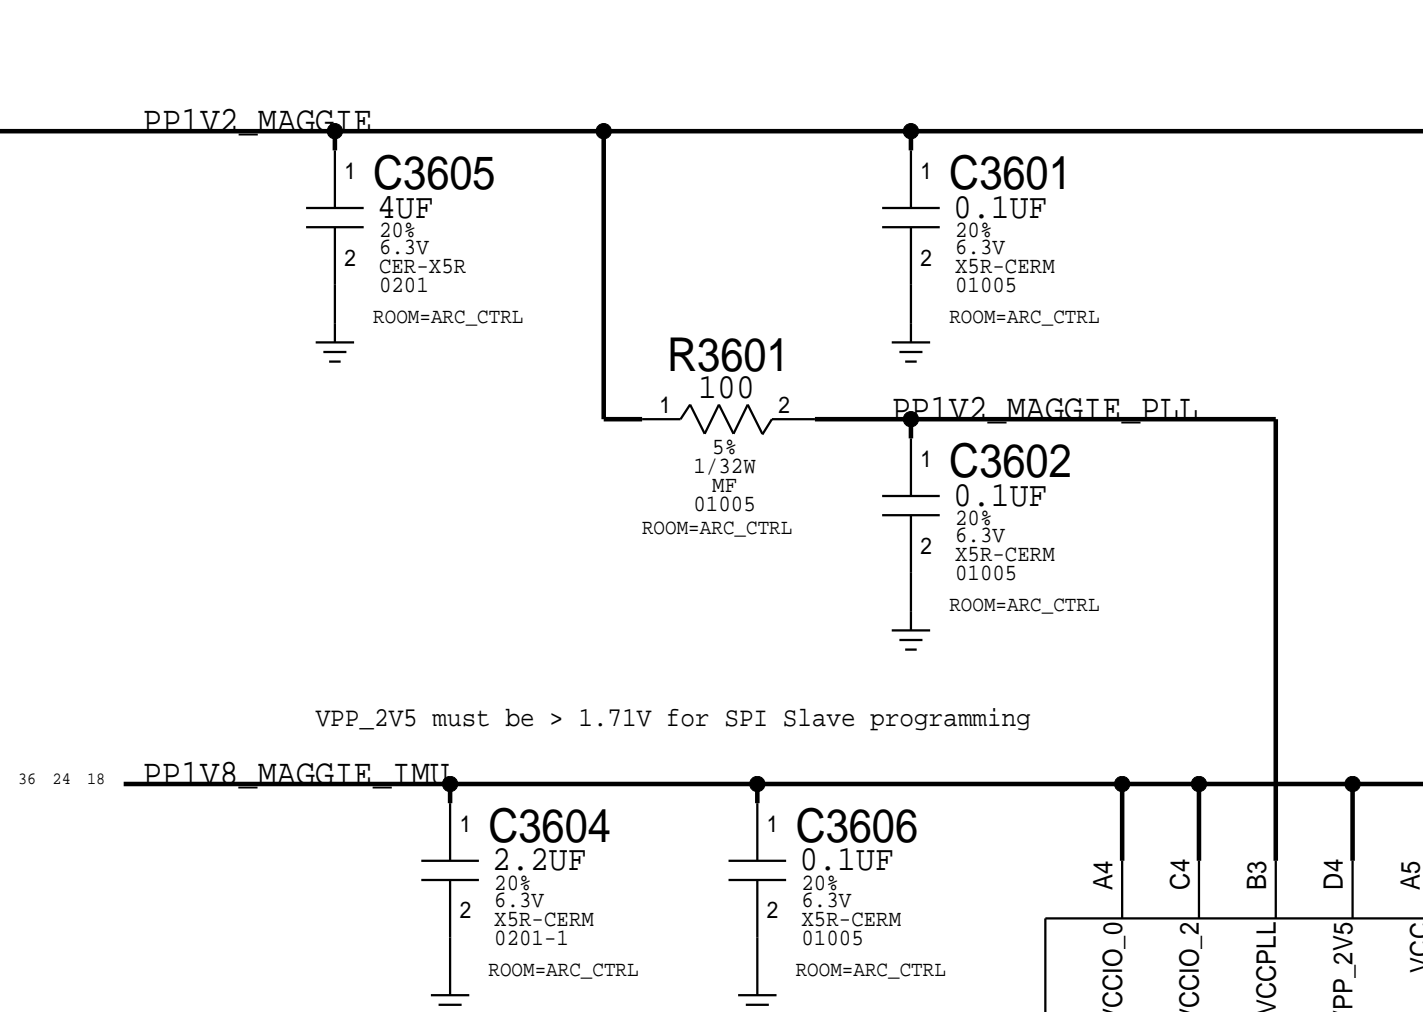 PP1V2_MAGGIE
1
C3605
4UF
20%
6.3V
2
CER-X5R
0201
ROOM=ARC_CTRL
1
C3601
0.1UF
20%
6.3V
2
X5R-CERM
01005
ROOM=ARC_CTRL
R3601
100
1
2
5%
1/32W
MF
01005
ROOM=ARC_CTRL
PP1V2_MAGGIE_PLL
1
C3602
0.1UF
20%
6.3V
2
X5R-CERM
01005
ROOM=ARC_CTRL
VPP_2V5 must be > 1.71V for SPI Slave programming
36 24 18
PP1V8_MAGGIE_IMU
1
C3604
2.2UF
20%
6.3V
2
X5R-CERM
0201-1
ROOM=ARC_CTRL
1
C3606
0.1UF
20%
6.3V
2
X5R-CERM
01005
ROOM=ARC_CTRL
A4
C4
B3
D4
A5
VCCIO_0
VCCIO_2
VCCPLL
PP_2V5
VCC